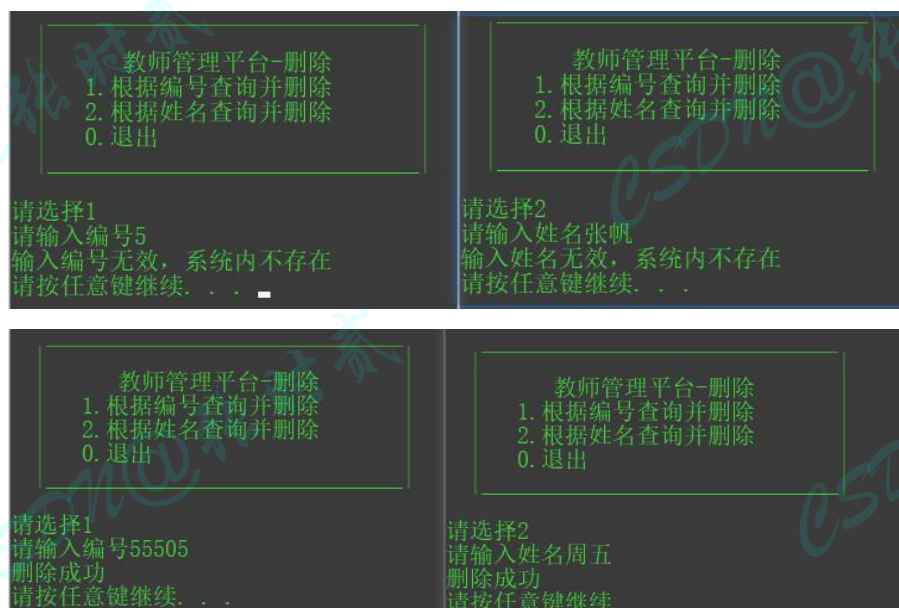 教师管理平台-删除
1.根据编号查询并删除
2.根据姓名查询并删除
0.退出
请选择1
请输入编号5
输入编号无效，系统内不存在
请按任意键继续. . .
教师管理平台-删除
1.根据编号查询并删除
2.根据姓名查询并删除
0.退出
请选择2
请输入姓名张帆
输入姓名无效，系统内不存在
请按任意键继续. . .
教师管理平台-删除
1.根据编号查询并删除
2.根据姓名查询并删除
0.退出
请选择1
请输入编号55505
删除成功
请按任意键继续. . .
教师管理平台-删除
1.根据编号查询并删除
2.根据姓名查询并删除
0.退出
请选择2
请输入姓名周五
删除成功
请按任意键继续